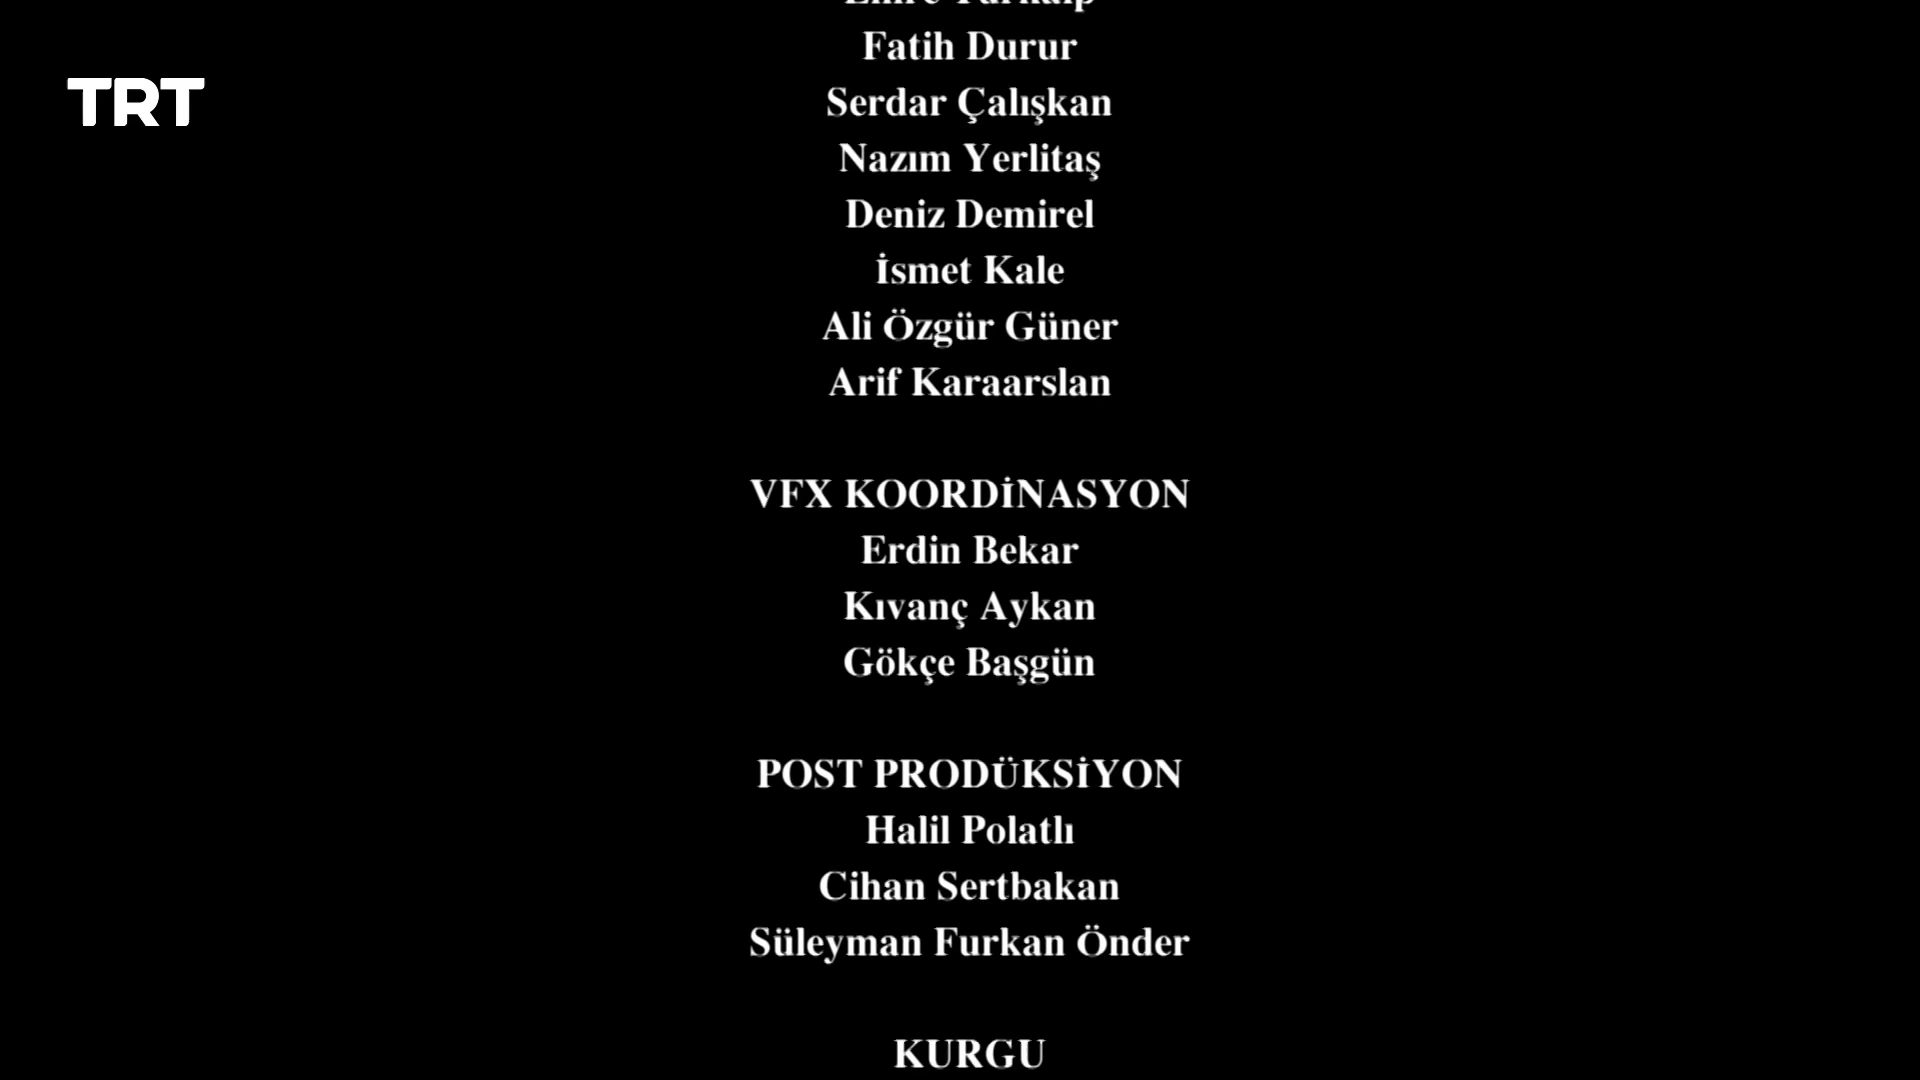 TRT
Fatih Durur
Serdar Çalışkan
Nazım Yerlitaş
Deniz Demirel
İsmet Kale
Ali Özgür Güner
Arif Karaarslan
VFX KOORDİNASYON
Erdin Bekar
Kıvanç Aykan
Gökçe Başgün
POST PRODÜKSİYON
Halil Polatlı
Cihan Sertbakan
Süleyman Furkan Önder
KURGU